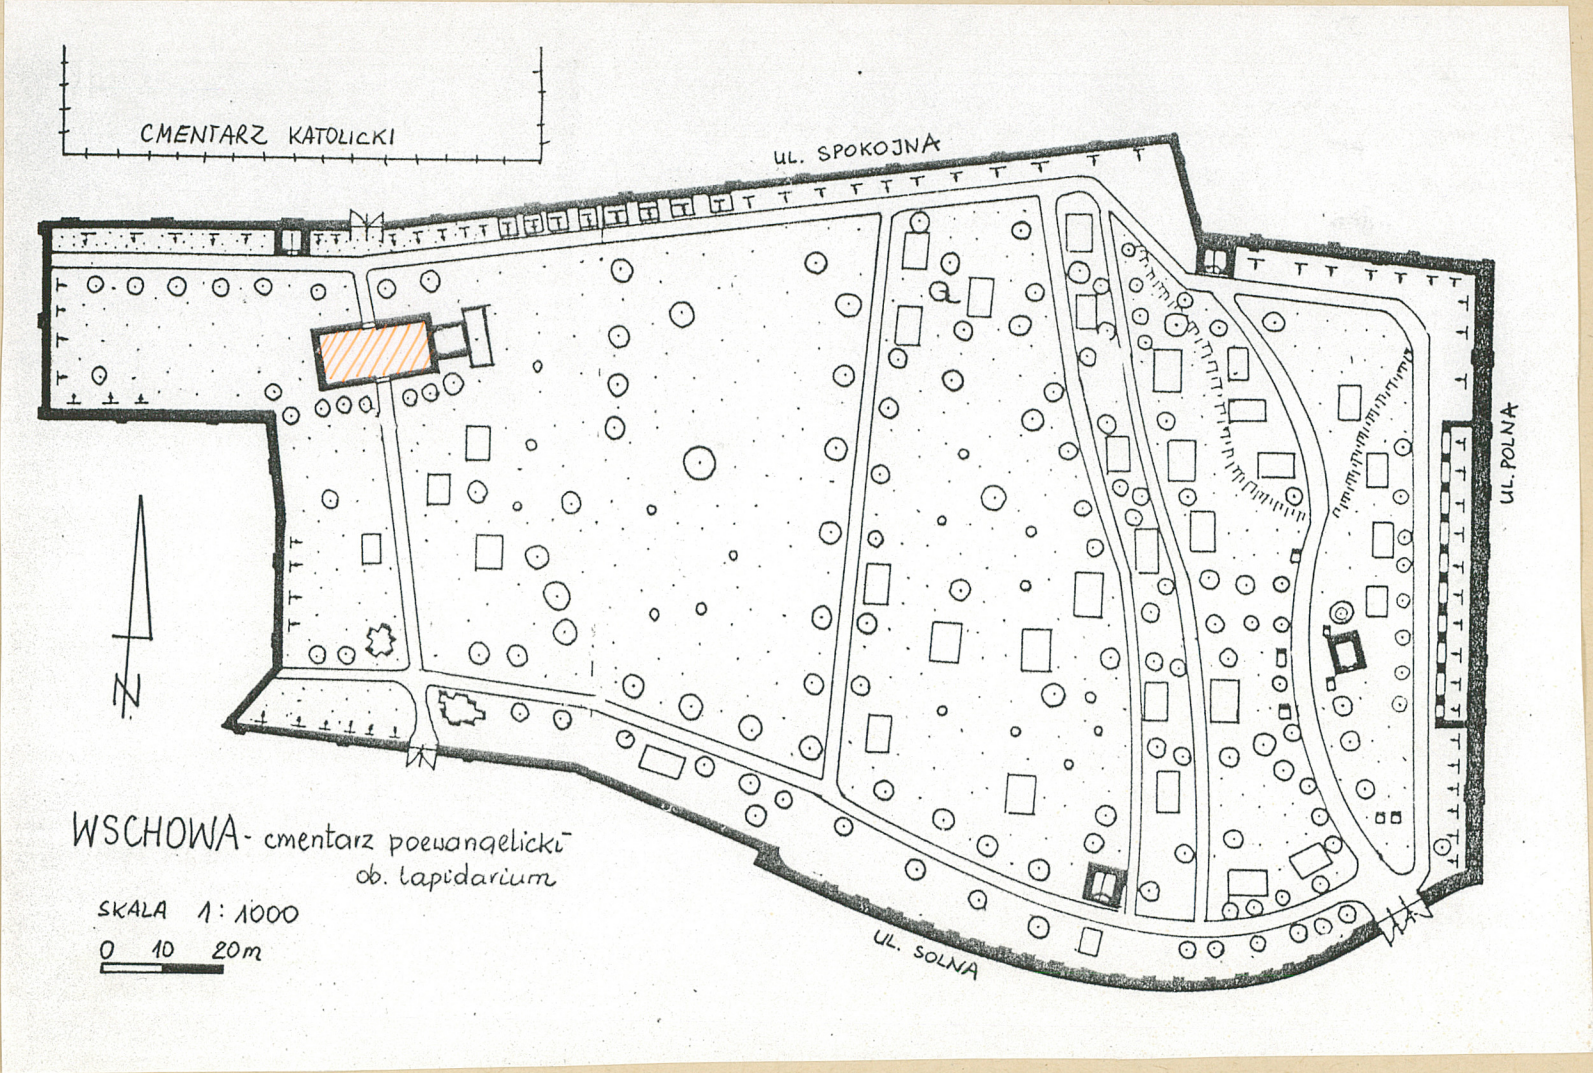 CMENTARZ KATOLICKI
UL. SPOKOJNA
UL. POLNA
N
WSCHOWA - cmentarz poewangelicki
ob. lapidarium
SKALA 1:1000
0 10 20m
UL. SOLNA